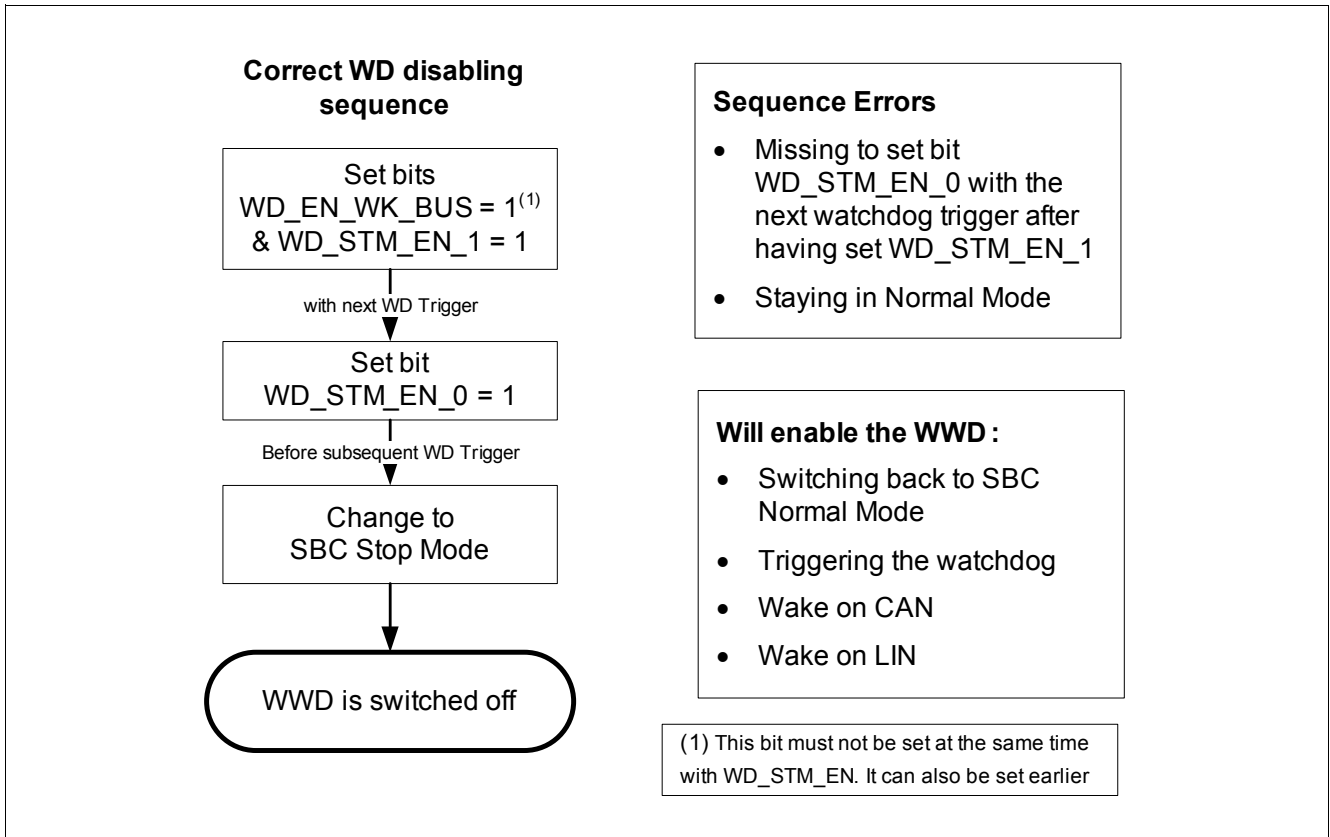 Correct WD disabling
sequence
Set bits
WD_EN_WK_BUS = 1(1)
& WD_STM_EN_1 = 1
with next WD Trigger
Set bit
WD_STM_EN_0 = 1
Before subsequent WD Trigger
Change to
SBC Stop Mode
WWD is switched off
Sequence Errors
• Missing to set bit
WD_STM_EN_0 with the
next watchdog trigger after
having set WD_STM_EN_1
• Staying in Normal Mode
Will enable the WWD :
• Switching back to SBC
Normal Mode
• Triggering the watchdog
• Wake on CAN
• Wake on LIN
(1) This bit must not be set at the same time
with WD_STM_EN. It can also be set earlier